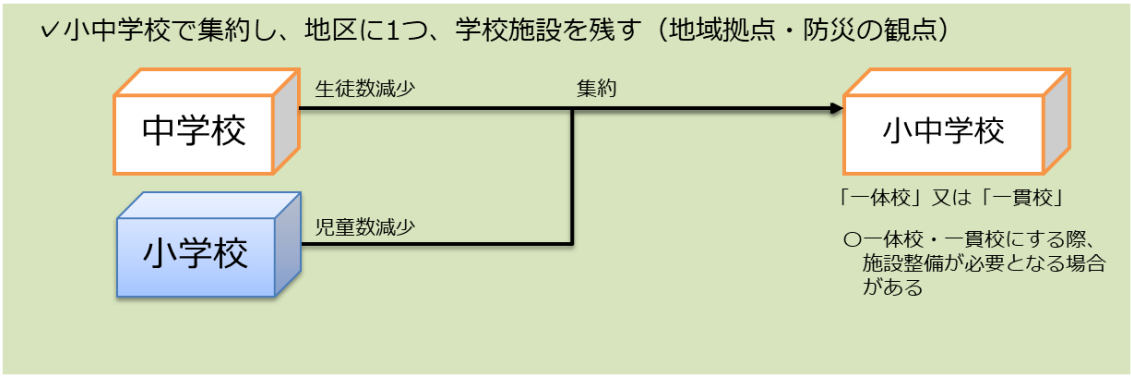 ✓小中学校で集約し、地区に1つ、学校施設を残す（地域拠点・防災の観点）
中学校
生徒数減少
集約
小中学校
小学校
児童数減少
「一体校」又は「一貫校」
〇一体校・一貫校にする際、
施設整備が必要となる場合
がある